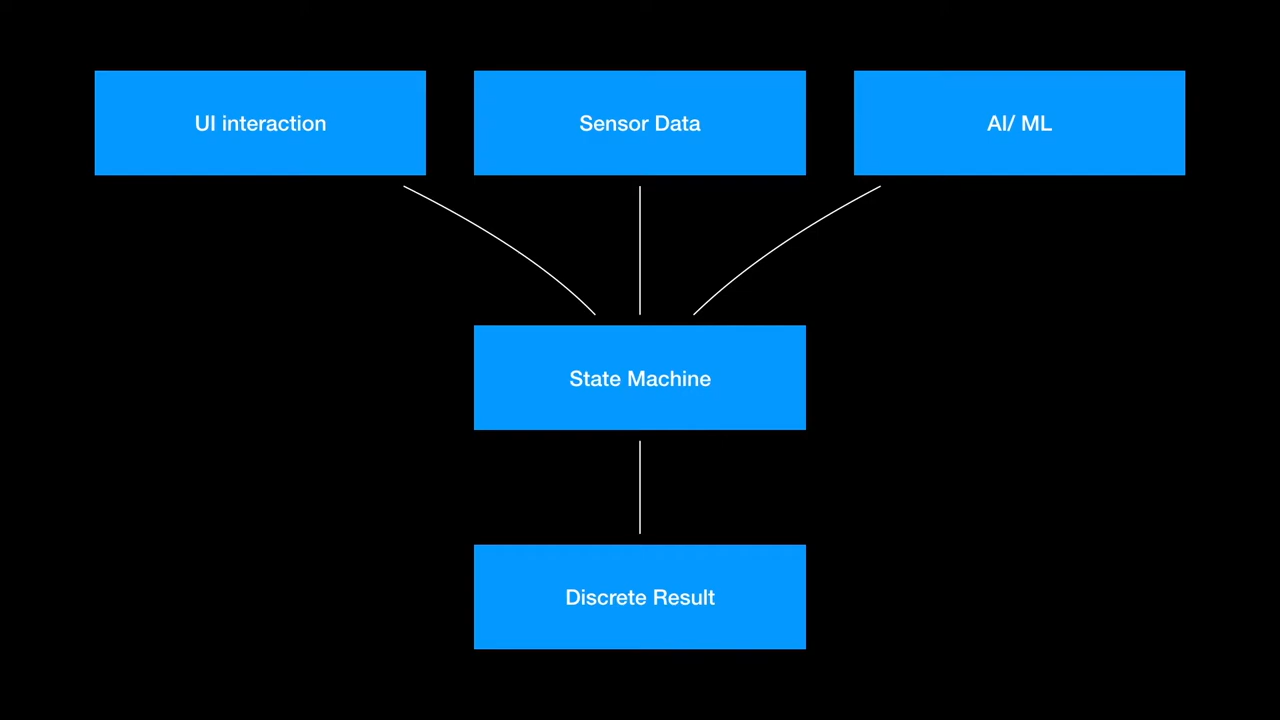 UI interaction
Sensor Data
AI/ ML
State Machine
Discrete Result